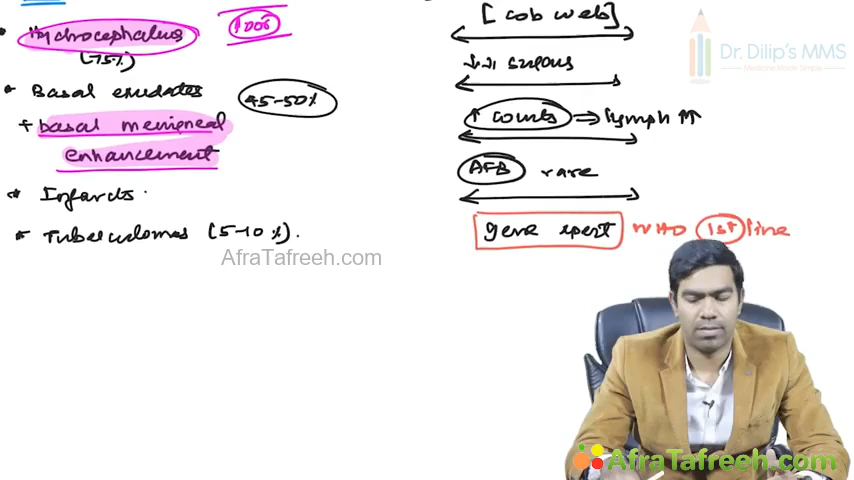 Hydrocephalus 100%
(75%)
* Basal exudates 45-50%
+ basal meningeal
enhancement
* Infarcts
* Tuberculomas (5-10%).
[cob web]
↓↓↓ sugars
↑ counts ⇒ lymph ↑↑
AFB rare
gene xpert WHO 1st line
Dr. Dilip's MMS
Medicine Made Simple
AfraTafreeh.com
AfraTafreeh.com